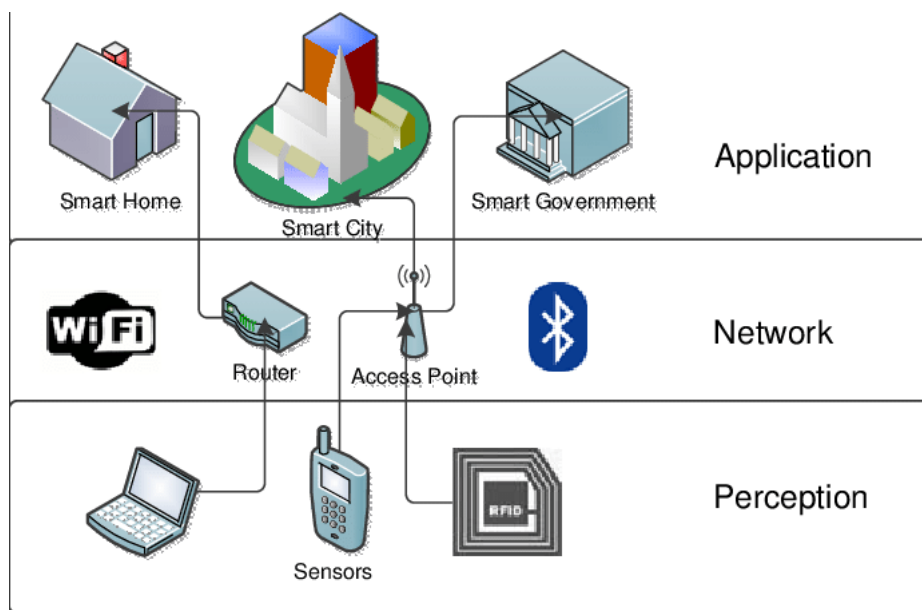 Smart Home
Smart City
Smart Government
Application
WiFi
Router
Access Point
Network
RFID
Sensors
Perception